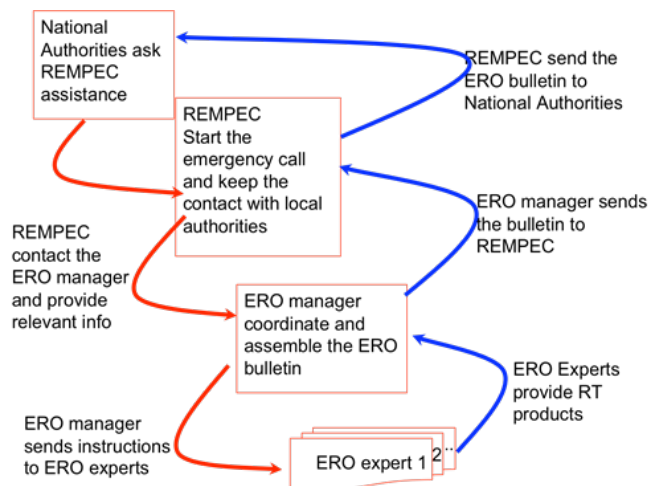 National
Authorities ask
REMPEC
assistance
REMPEC send the
ERO bulletin to
National Authorities
REMPEC
Start the
emergency call
and keep the
contact with local
authorities
REMPEC
contact the
ERO manager
and provide
relevant info
ERO manager sends
the bulletin to
REMPEC
ERO manager
coordinate and
assemble the ERO
bulletin
ERO Experts
provide RT
products
ERO manager
sends instructions
to ERO experts
ERO expert 1
2
..